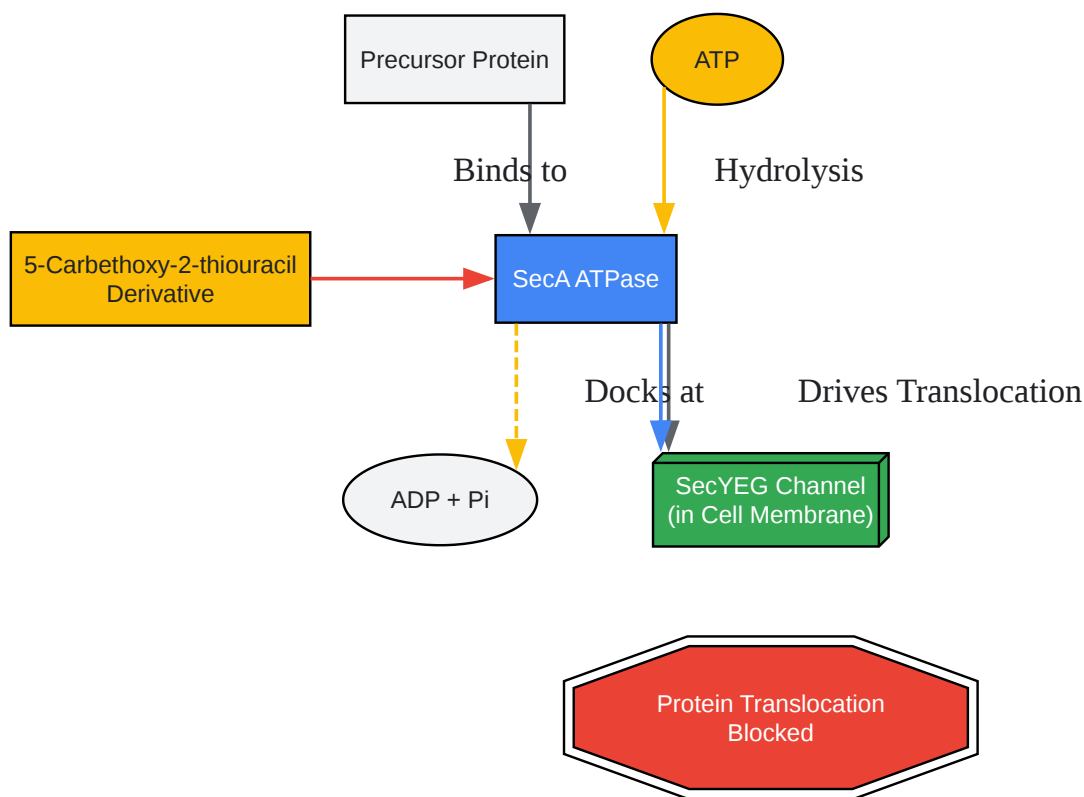 Precursor Protein
ATP
Binds to
Hydrolysis
5-Carbethoxy-2-thiouracil
Derivative
SecA ATPase
Docks at
Drives Translocation
ADP + Pi
SecYEG Channel
(in Cell Membrane)
Protein Translocation
Blocked